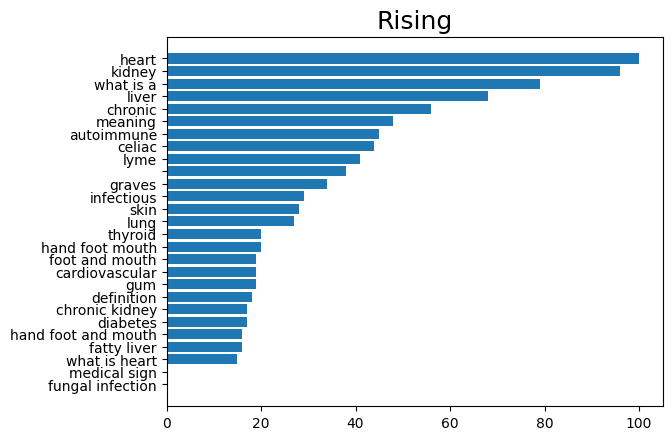 Rising
heart
kidney
what is a
liver
chronic
meaning
autoimmune
celiac
lyme
graves
infectious
skin
lung
thyroid
hand foot mouth
foot and mouth
cardiovascular
gum
definition
chronic kidney
diabetes
hand foot and mouth
fatty liver
what is heart
medical sign
fungal infection
0 20 40 60 80 100